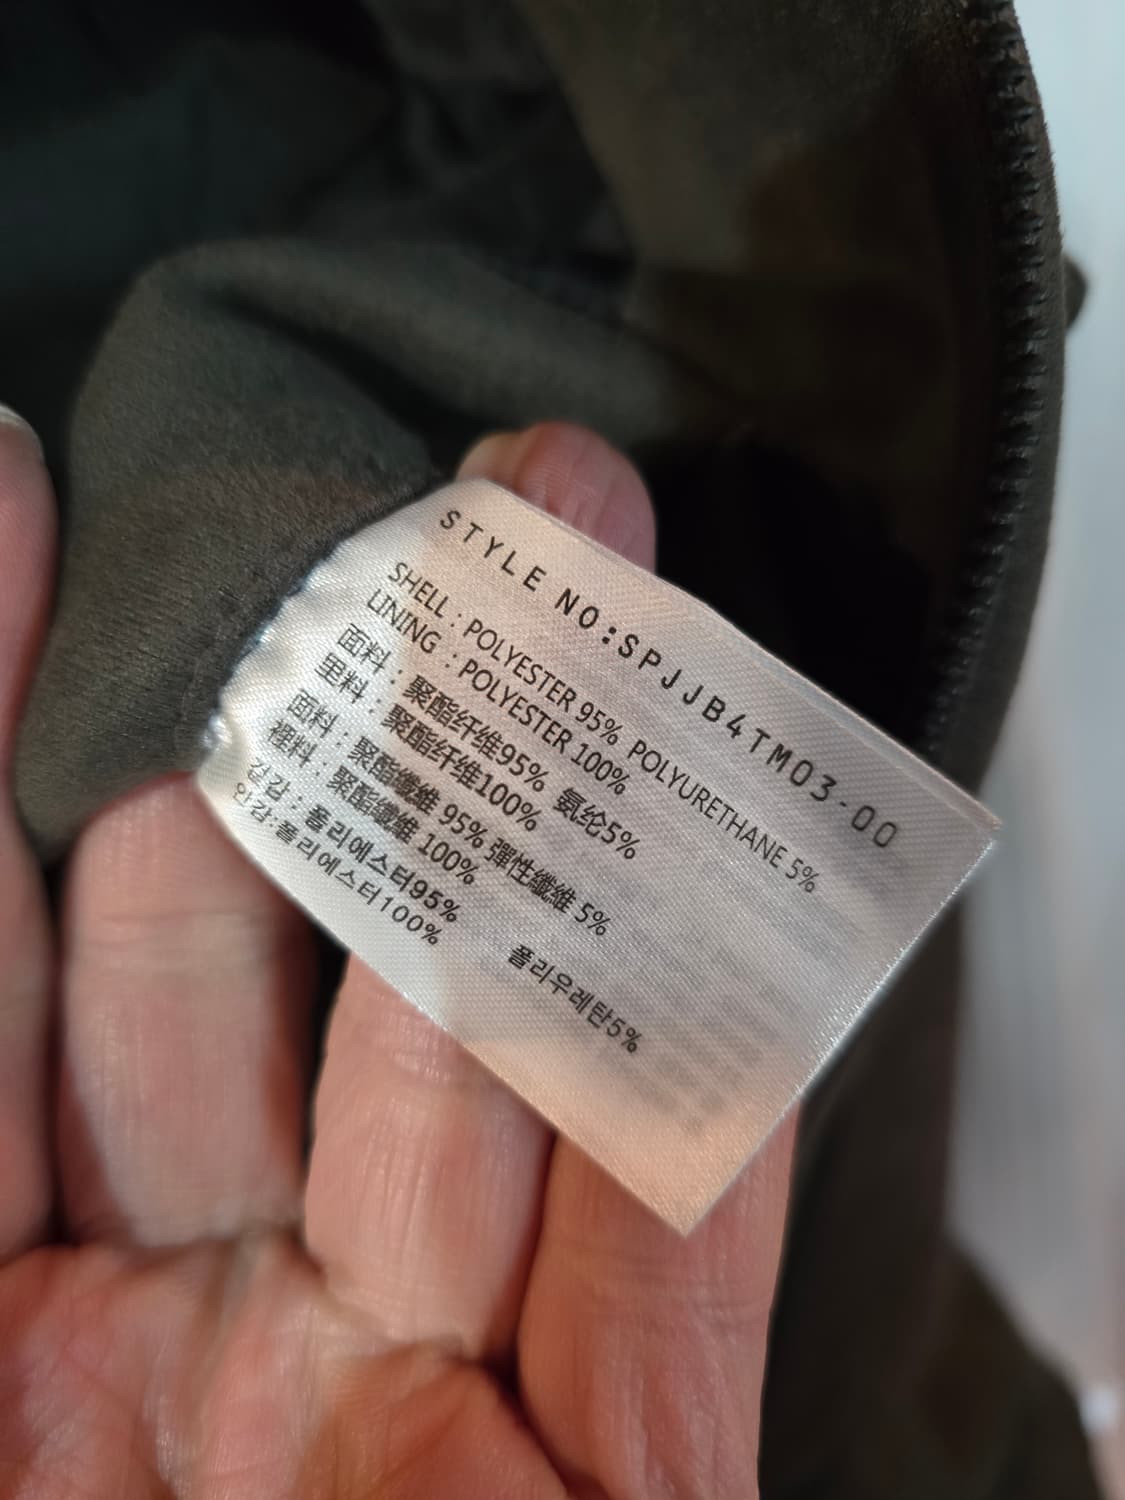 STYLE NO:SPJJB4TM03-00
SHELL : POLYESTER 95% POLYURETHANE 5%
LINING : POLYESTER 100%
面料 : 聚酯纤维95% 氨纶5%
里料 : 聚酯纤维100%
面料 : 聚酯纖維 95% 彈性纖維 5%
裡料 : 聚酯纖維 100%
겉감 : 폴리에스터95% 폴리우레탄5%
안감:폴리에스터100%